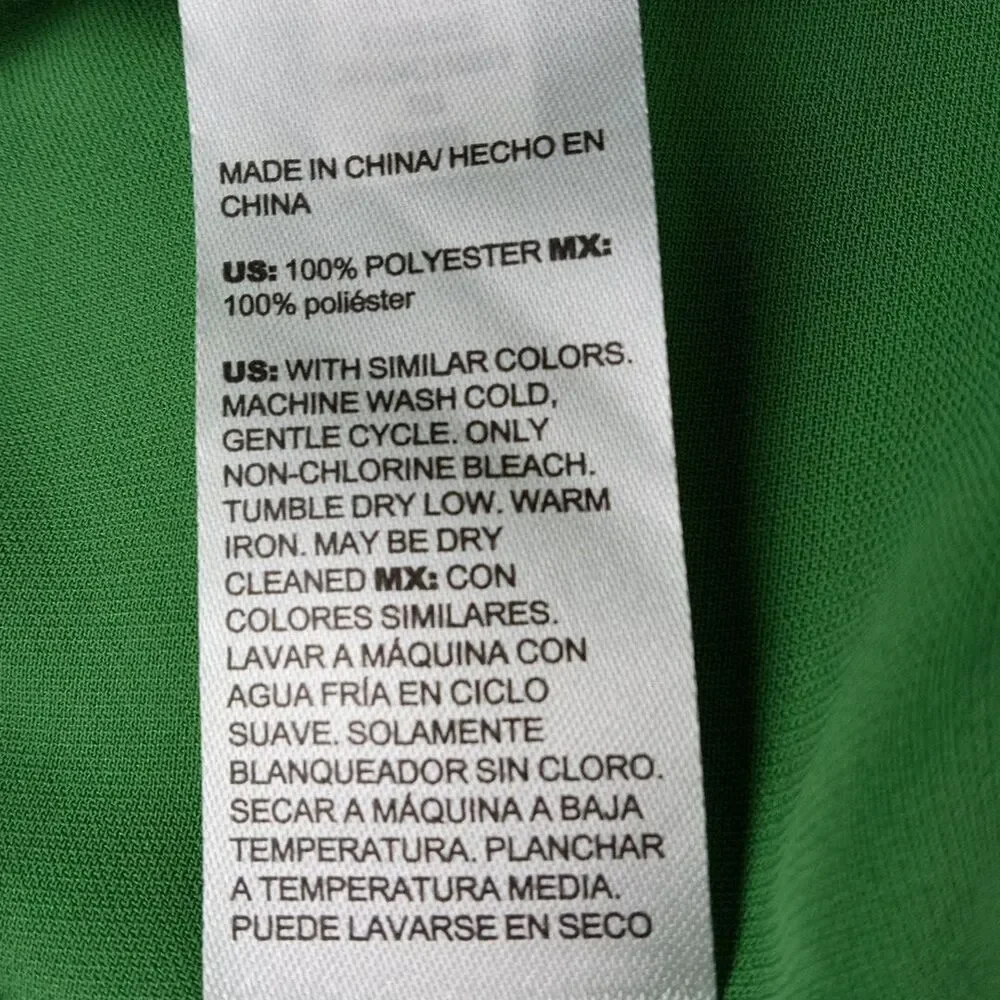 MADE IN CHINA/ HECHO EN
CHINA
US: 100% POLYESTER MX:
100% poliéster
US: WITH SIMILAR COLORS.
MACHINE WASH COLD,
GENTLE CYCLE. ONLY
NON-CHLORINE BLEACH.
TUMBLE DRY LOW. WARM
IRON. MAY BE DRY
CLEANED MX: CON
COLORES SIMILARES.
LAVAR A MÁQUINA CON
AGUA FRÍA EN CICLO
SUAVE. SOLAMENTE
BLANQUEADOR SIN CLORO.
SECAR A MÁQUINA A BAJA
TEMPERATURA. PLANCHAR
A TEMPERATURA MEDIA.
PUEDE LAVARSE EN SECO